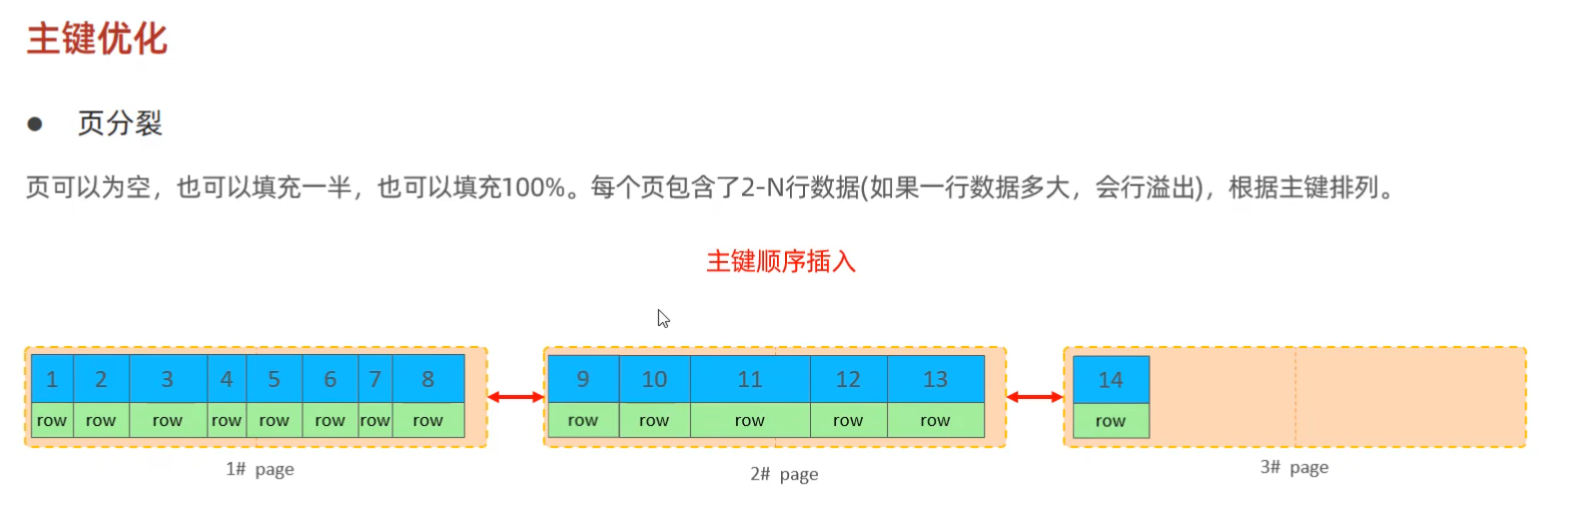 主键优化
● 页分裂
页可以为空，也可以填充一半，也可以填充100%。每个页包含了2-N行数据(如果一行数据多大，会行溢出)，根据主键排列。
主键顺序插入
1 2 3 4 5 6 7 8
row row row row row row row row
1# page
9 10 11 12 13
row row row row row
2# page
14
row
3# page